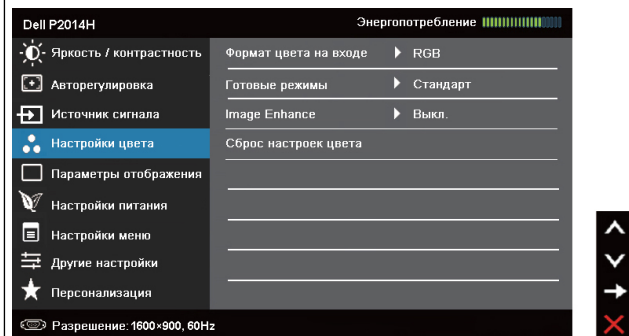 Dell P2014H Энергопотребление
Яркость / контрастность Формат цвета на входе RGB
Авторегулировка Готовые режимы Стандарт
Источник сигнала Image Enhance Выкл.
Настройки цвета Сброс настроек цвета
Параметры отображения
Настройки питания
Настройки меню
Другие настройки
Персонализация
Разрешение: 1600×900, 60Hz